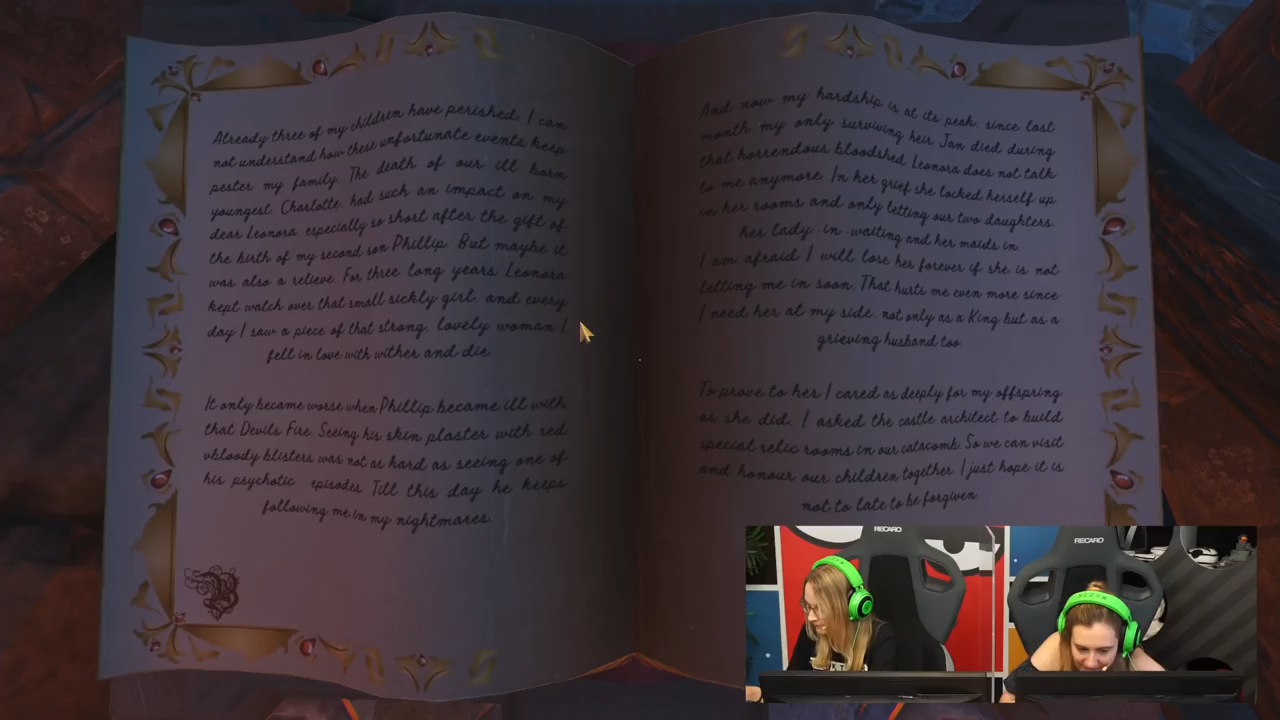 Already three of my children have perished. I can
not understand how these unfortunate events keep
pester my family. The death of our ill born
youngest, Charlotte, had such an impact on my
dear Leonora, especially so short after the gift of
the birth of my second son Phillip. But maybe it
was also a relieve. For three long years Leonora
kept watch over that small sickly girl, and every
day I saw a piece of that strong, lovely woman I
fell in love with wither and die.
It only became worse when Phillip became ill with
that Devils Fire. Seeing his skin plaster with red
vbloody blisters was not as hard as seeing one of
his psychotic episodes. Till this day he keeps
following me in my nightmares.
And now my hardship is at its peak, since last
month my only surviving heir, Jan died during
that horrendous bloodshed. Leonora does not talk
to me anymore. In her grief she locked herself up
in her rooms and only letting our two daughters,
her lady-in-waiting and her maids in.
I am afraid I will lose her forever if she is not
letting me in soon. That hurts me even more since
I need her at my side, not only as a King but as a
grieving husband too.
To prove to her I cared as deeply for my offspring
as she did, I asked the castle architect to build
special relic rooms in our catacomb. So we can visit
and honour our children together. I just hope it is
not to late to be forgiven.
RECARO
RECARO